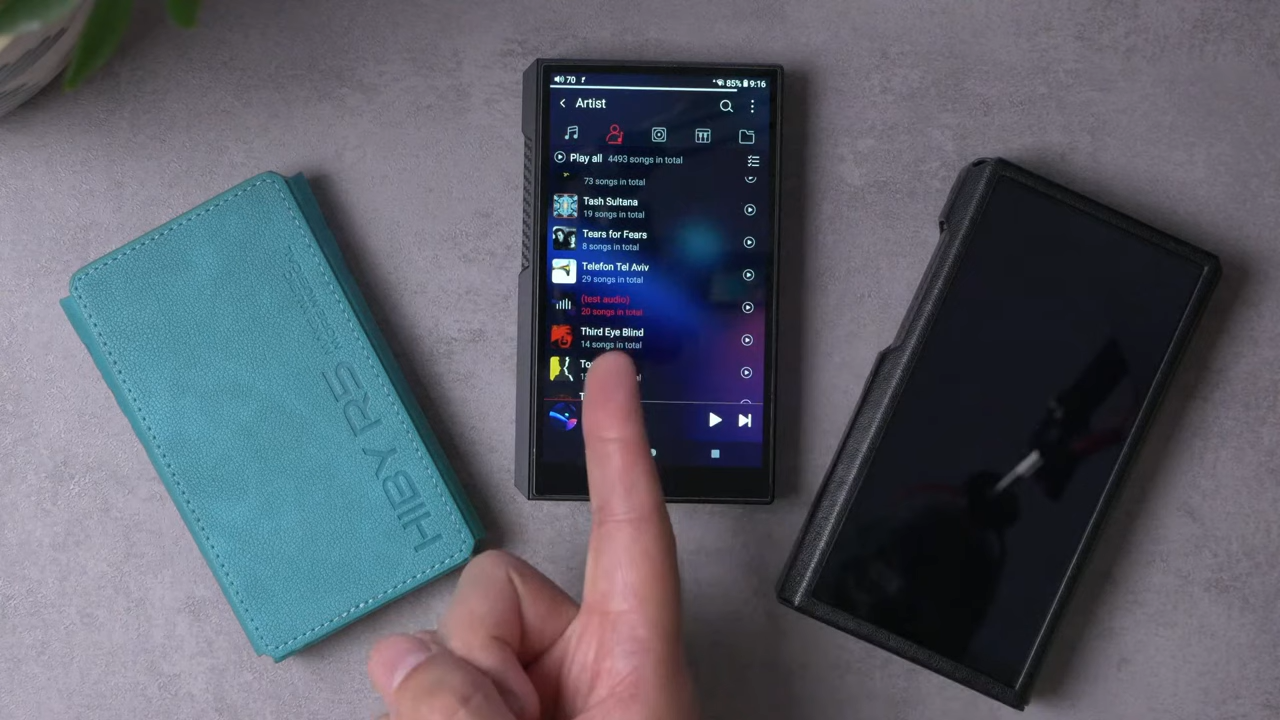 70
85% 9:16
Artist
Play all 4493 songs in total
73 songs in total
Tash Sultana
19 songs in total
Tears for Fears
8 songs in total
Telefon Tel Aviv
29 songs in total
(test audio)
20 songs in total
Third Eye Blind
14 songs in total
HIBY R5